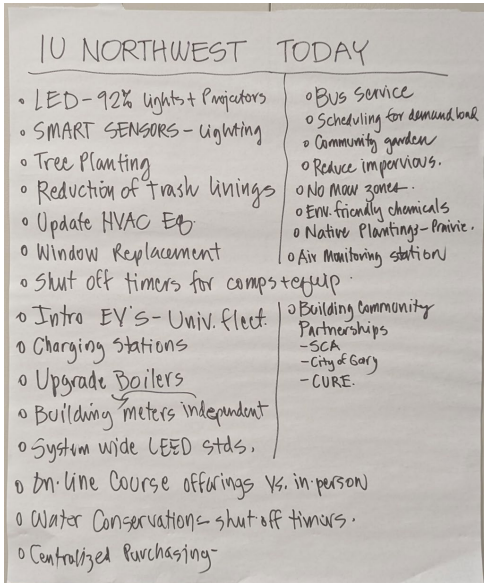 IU NORTHWEST TODAY
• LED - 92% lights + Projectors
• SMART SENSORS - Lighting
• Tree Planting
• Reduction of trash linings
• Update HVAC EQ.
• Window Replacement
• Shut off timers for comps +
• Intro EV's - Univ. fleet.
• Charging Stations
• Upgrade Boilers
• Building meters independent
• System wide LEED stds.
• On-line Course offerings vs. in-person
• Water Conservation - shut off timers.
• Centralized Purchasing -
• Bus Service
• Scheduling for demand load
• Community garden
• Reduce impervious.
• No mow zones.
• Env. friendly chemicals
• Native Plantings - Prairie.
• Air Monitoring station
• Building Community
Partnerships
- SCA
- City of Gary
- CURE.